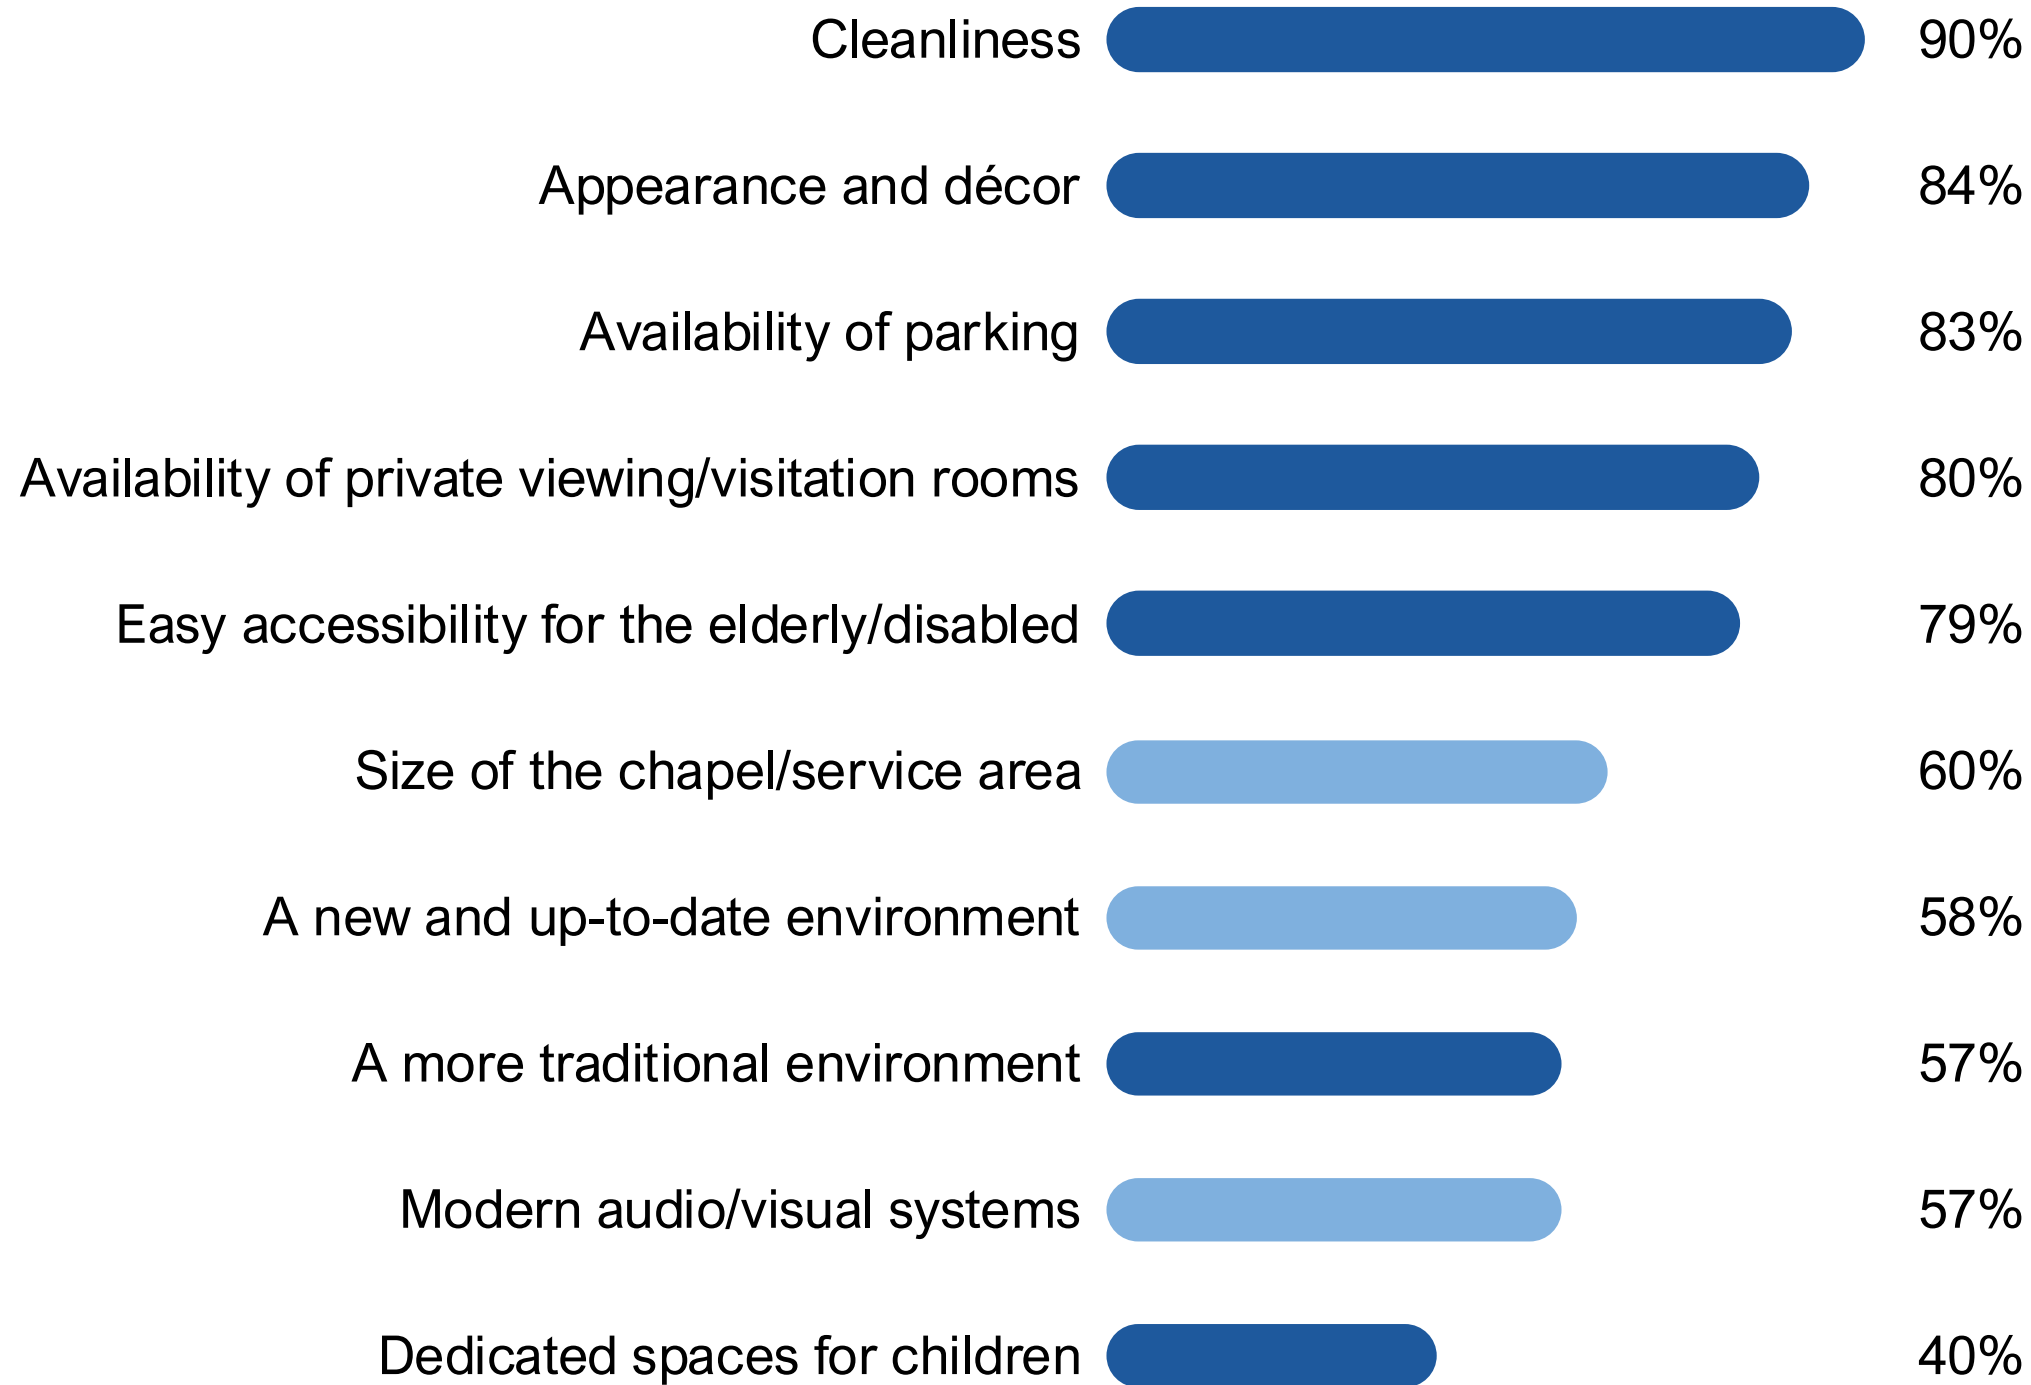 Cleanliness 90%
Appearance and décor 84%
Availability of parking 83%
Availability of private viewing/visitation rooms 80%
Easy accessibility for the elderly/disabled 79%
Size of the chapel/service area 60%
A new and up-to-date environment 58%
A more traditional environment 57%
Modern audio/visual systems 57%
Dedicated spaces for children 40%